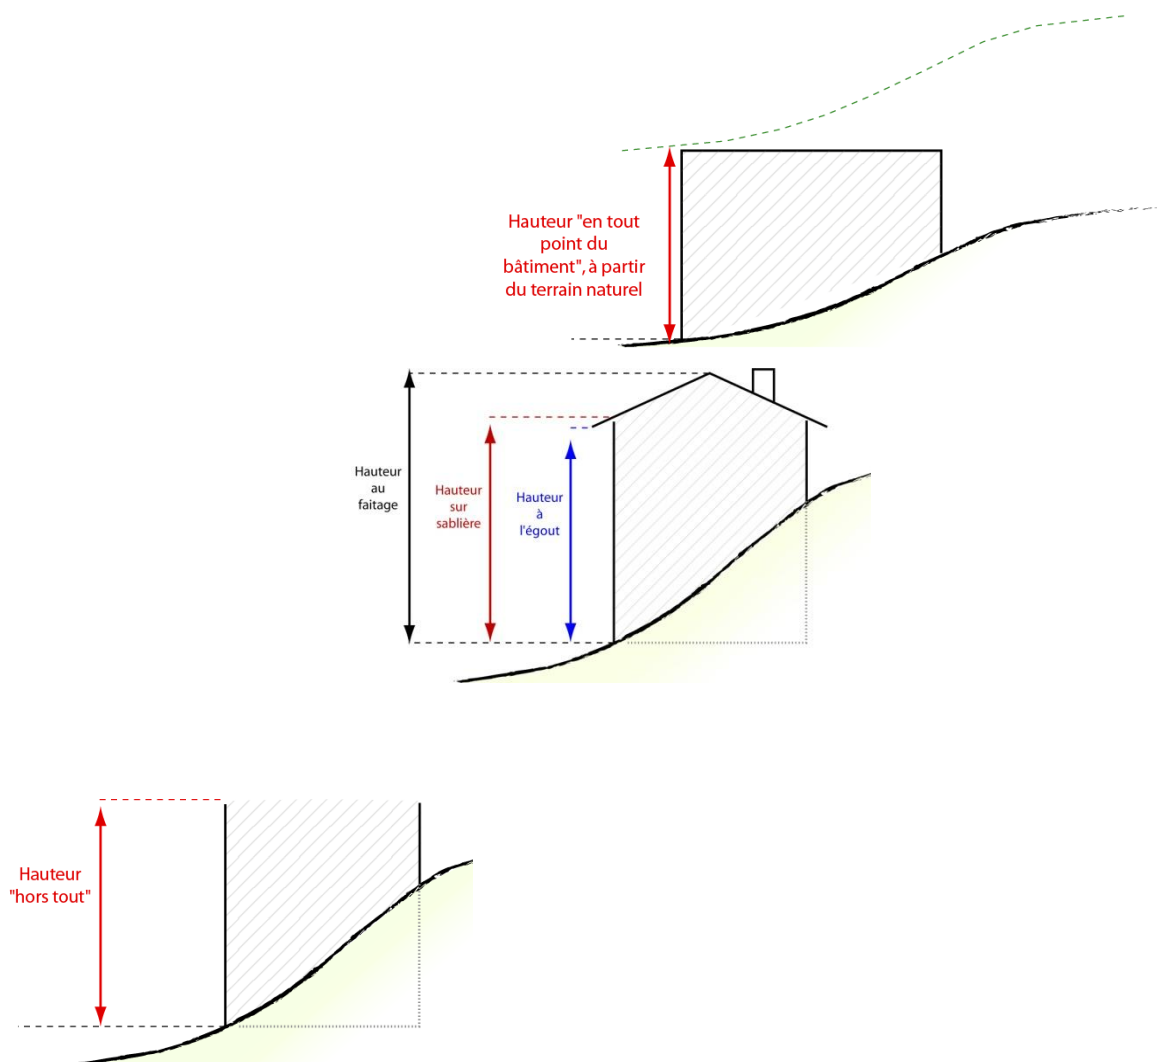 Hauteur "en tout
point du
bâtiment", à partir
du terrain naturel
Hauteur
au
faitage
Hauteur
sur
sablière
Hauteur
à
l'égout
Hauteur
"hors tout"